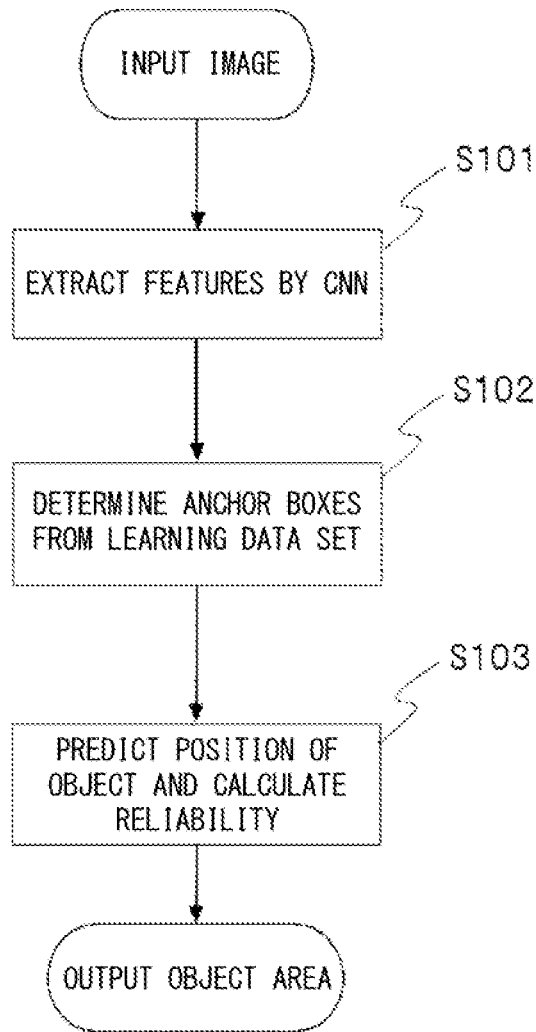 INPUT IMAGE
S101
EXTRACT FEATURES BY CNN
S102
DETERMINE ANCHOR BOXES
FROM LEARNING DATA SET
S103
PREDICT POSITION OF
OBJECT AND CALCULATE
RELIABILITY
OUTPUT OBJECT AREA